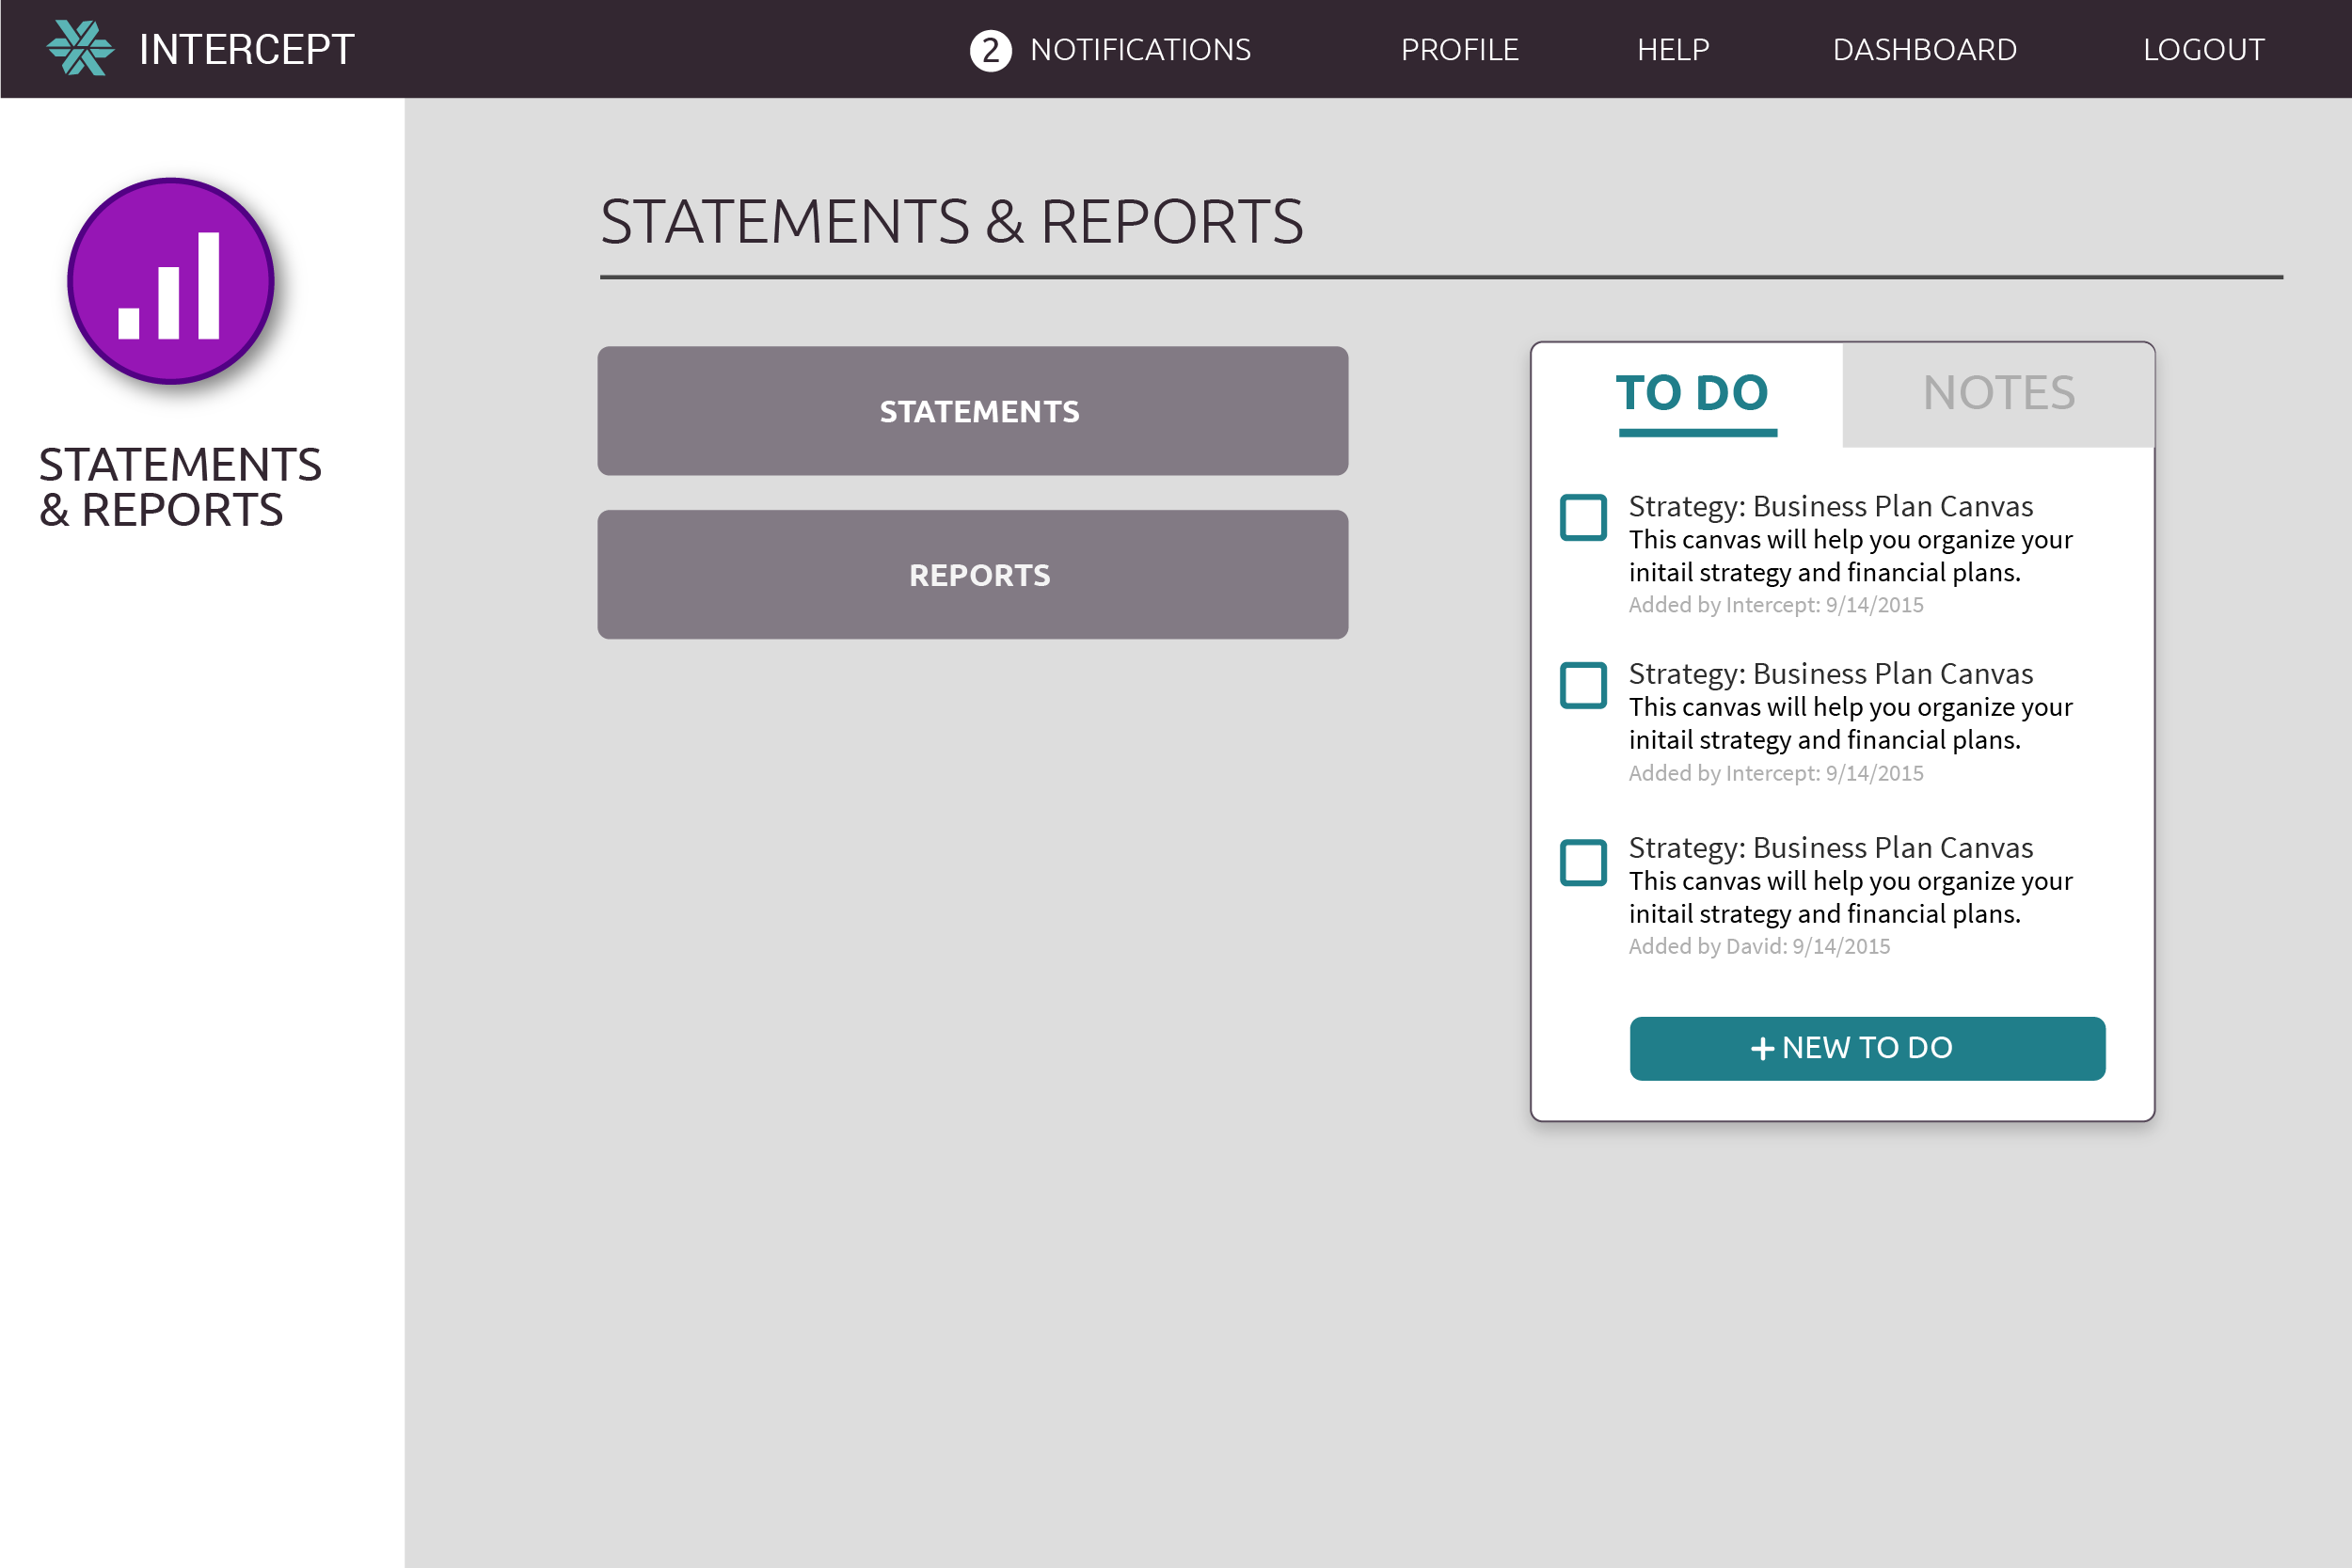 INTERCEPT
2 NOTIFICATIONS
PROFILE
HELP
DASHBOARD
LOGOUT
STATEMENTS
& REPORTS
STATEMENTS & REPORTS
STATEMENTS
REPORTS
TO DO
NOTES
Strategy: Business Plan Canvas
This canvas will help you organize your
initail strategy and financial plans.
Added by Intercept: 9/14/2015
Strategy: Business Plan Canvas
This canvas will help you organize your
initail strategy and financial plans.
Added by Intercept: 9/14/2015
Strategy: Business Plan Canvas
This canvas will help you organize your
initail strategy and financial plans.
Added by David: 9/14/2015
+ NEW TO DO